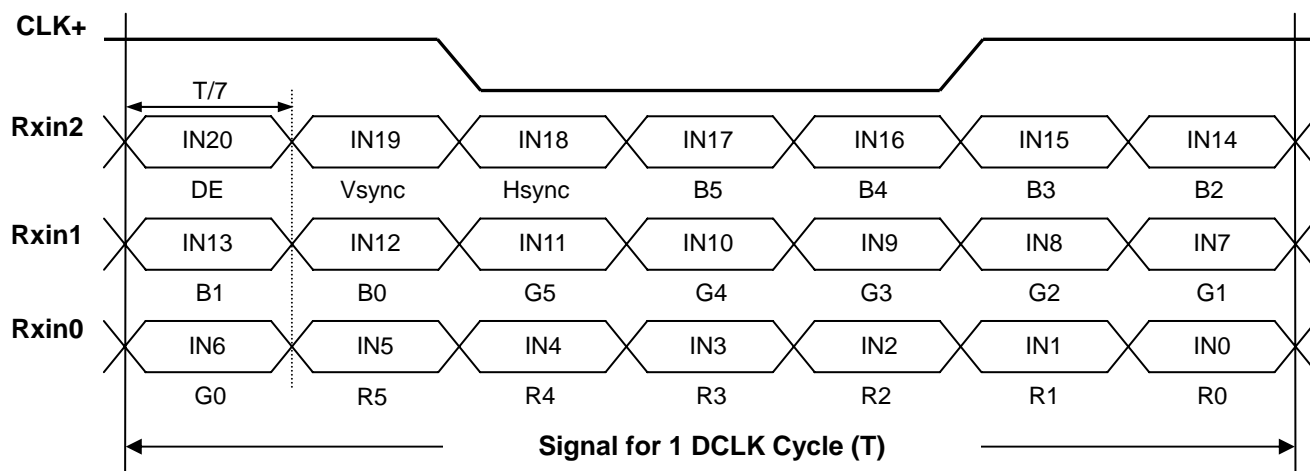 CLK+
T/7
Rxin2 IN20 IN19 IN18 IN17 IN16 IN15 IN14
DE Vsync Hsync B5 B4 B3 B2
Rxin1 IN13 IN12 IN11 IN10 IN9 IN8 IN7
B1 B0 G5 G4 G3 G2 G1
Rxin0 IN6 IN5 IN4 IN3 IN2 IN1 IN0
G0 R5 R4 R3 R2 R1 R0
Signal for 1 DCLK Cycle (T)